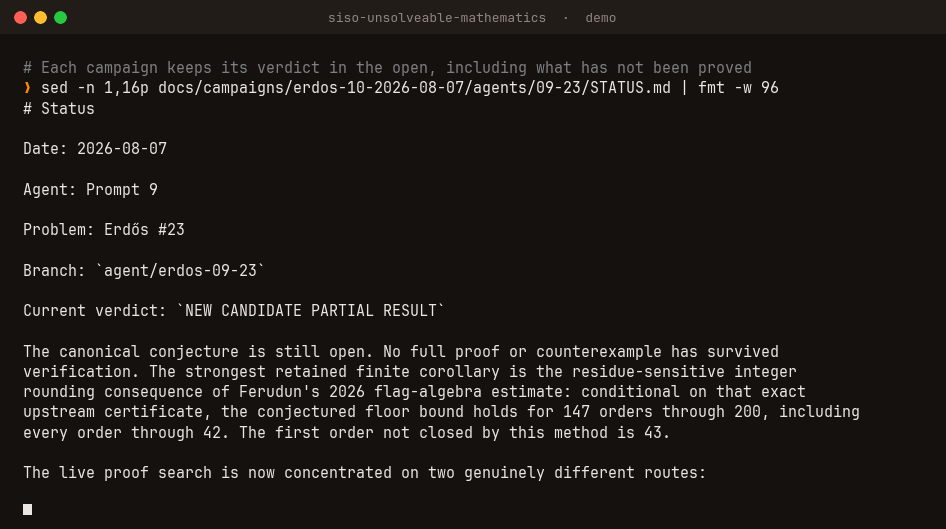 siso-unsolveable-mathematics · demo
# Each campaign keeps its verdict in the open, including what has not been proved
❯ sed -n 1,16p docs/campaigns/erdos-10-2026-08-07/agents/09-23/STATUS.md | fmt -w 96
# Status
Date: 2026-08-07
Agent: Prompt 9
Problem: Erdős #23
Branch: `agent/erdos-09-23`
Current verdict: `NEW CANDIDATE PARTIAL RESULT`
The canonical conjecture is still open. No full proof or counterexample has survived
verification. The strongest retained finite corollary is the residue-sensitive integer
rounding consequence of Ferudun's 2026 flag-algebra estimate: conditional on that exact
upstream certificate, the conjectured floor bound holds for 147 orders through 200, including
every order through 42. The first order not closed by this method is 43.
The live proof search is now concentrated on two genuinely different routes: